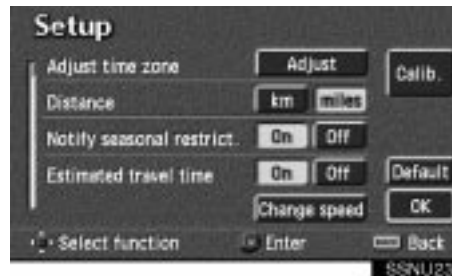 Setup
Adjust time zone Adjust Calib.
Distance km miles
Notify seasonal restrict. On Off
Estimated travel time On Off Default
Change speed OK
Select function Enter Back
SSNU23